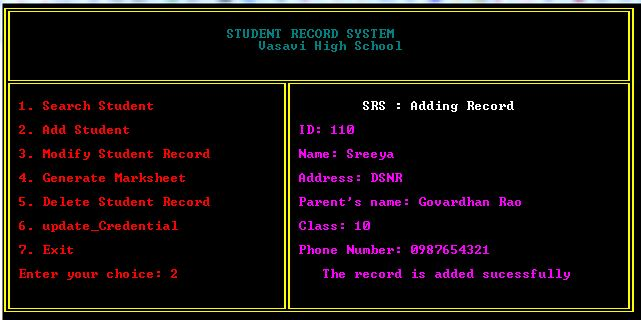 STUDENT RECORD SYSTEM
Vasavi High School
1. Search Student
2. Add Student
3. Modify Student Record
4. Generate Marksheet
5. Delete Student Record
6. update_Credential
7. Exit
Enter your choice: 2
SRS : Adding Record
ID: 110
Name: Sreeya
Address: DSNR
Parent's name: Govardhan Rao
Class: 10
Phone Number: 0987654321
The record is added sucessfully